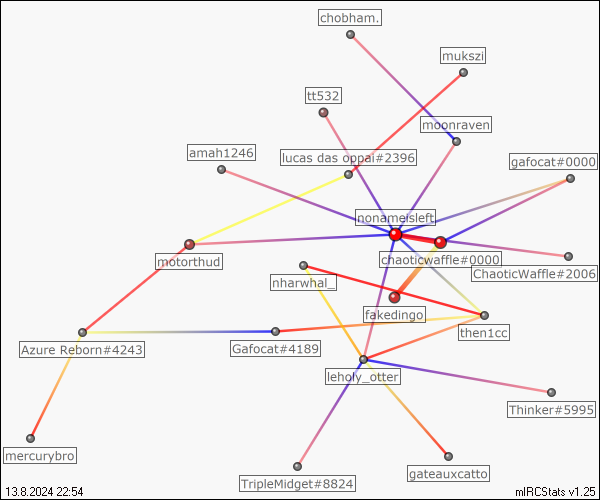 chobham.
mukszi
tt532
moonraven
amah1246
lucas das oppai#2396
gafocat#0000
nonameisleft
motorthud
chaoticwaffle#0000
ChaoticWaffle#2006
nharwhal_
fakedingo
then1cc
Azure Reborn#4243
Gafocat#4189
leholy_otter
Thinker#5995
mercurybro
TripleMidget#8824
gateauxcatto
13.8.2024 22:54
mIRCStats v1.25